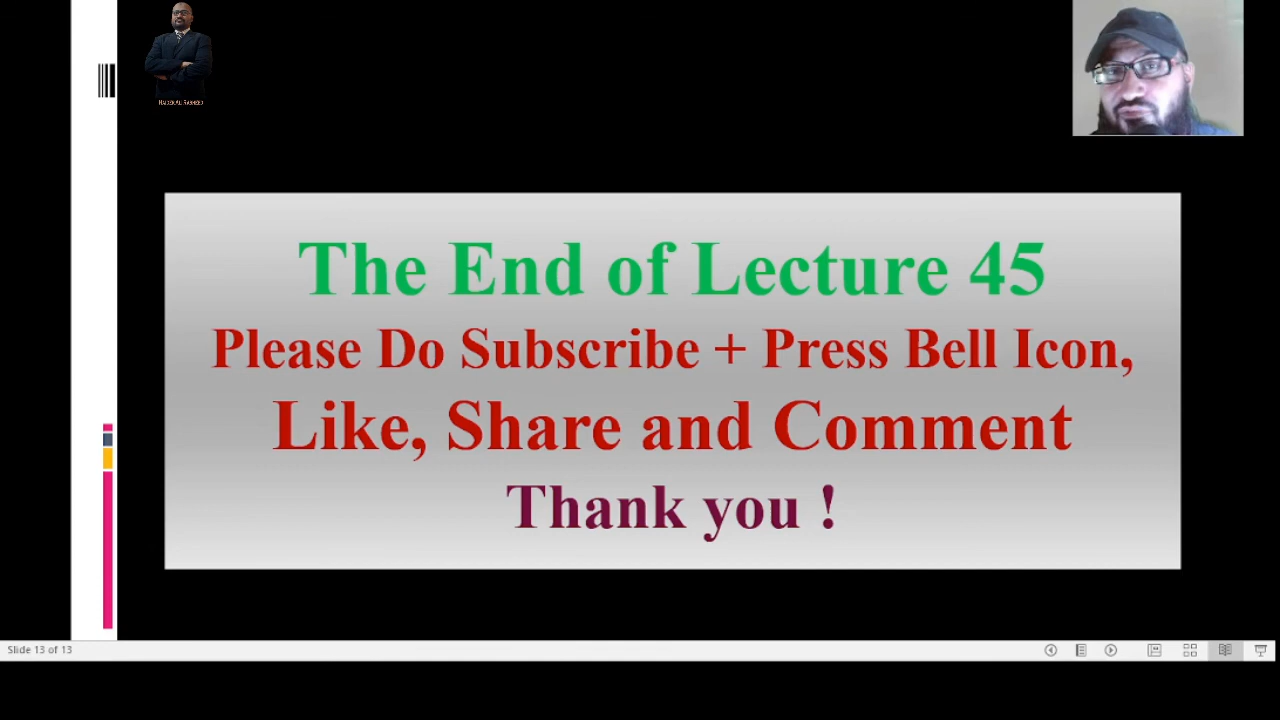 The End of Lecture 45
Please Do Subscribe + Press Bell Icon,
Like, Share and Comment
Thank you !
Slide 13 of 13